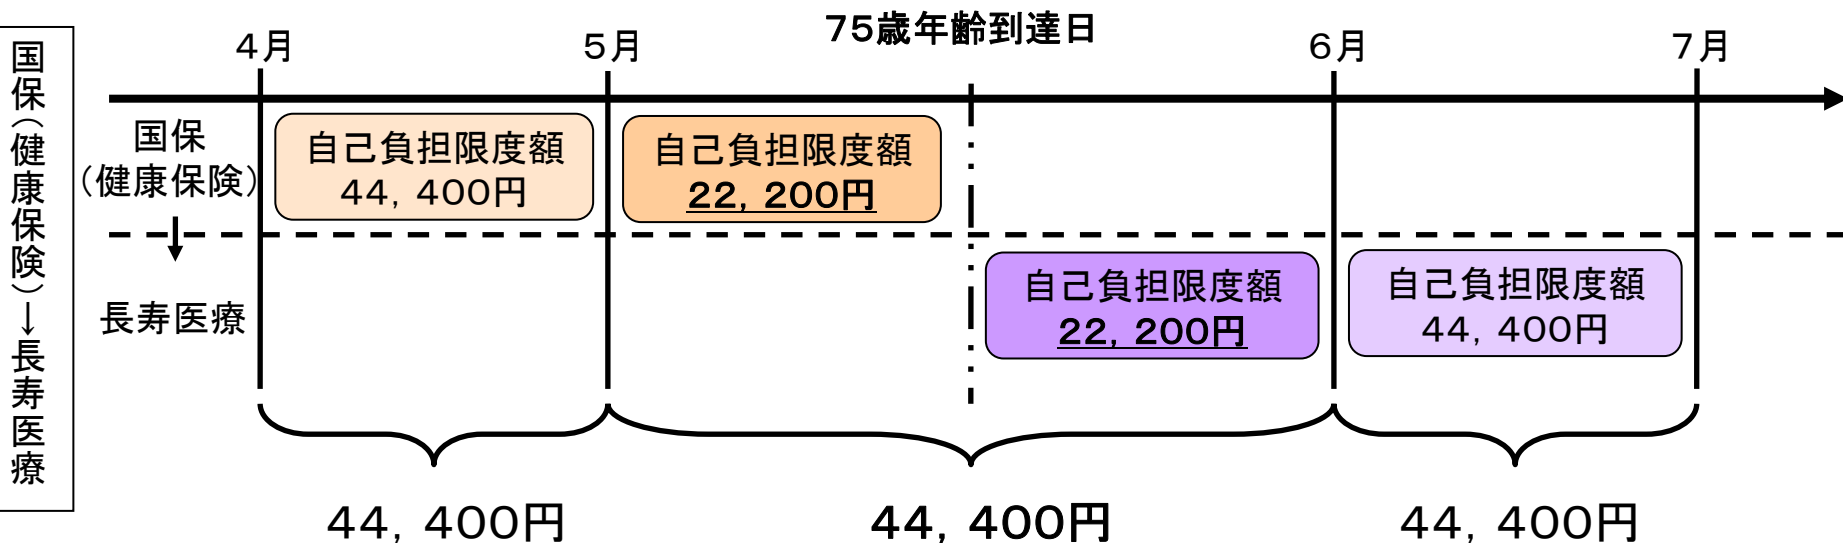 国保（健康保険）→長寿医療
75歳年齢到達日
4月
5月
6月
7月
国保
（健康保険）
長寿医療
自己負担限度額
44，400円
自己負担限度額
22，200円
自己負担限度額
22，200円
自己負担限度額
44，400円
44，400円
44，400円
44，400円